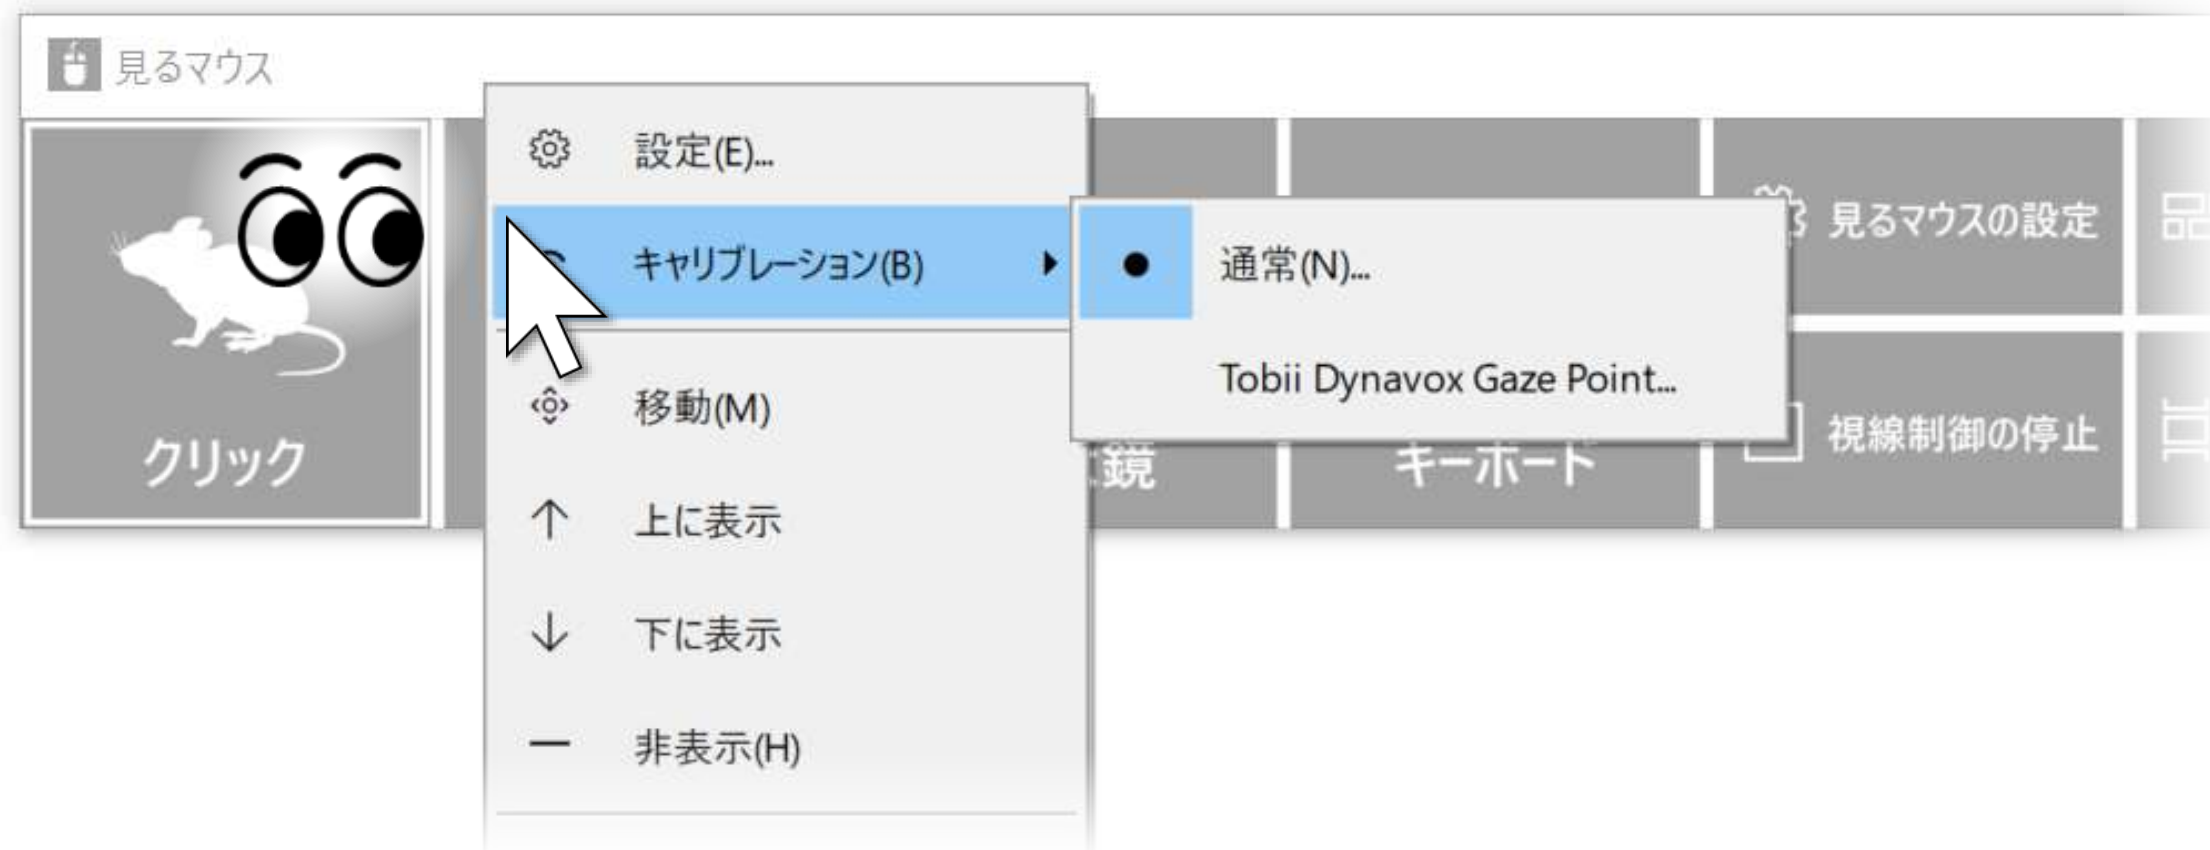 見るマウス
設定(E)...
キャリブレーション(B)
通常(N)...
Tobii Dynavox Gaze Point...
移動(M)
上に表示
下に表示
非表示(H)
クリック
鏡
キーボード
見るマウスの設定
視線制御の停止